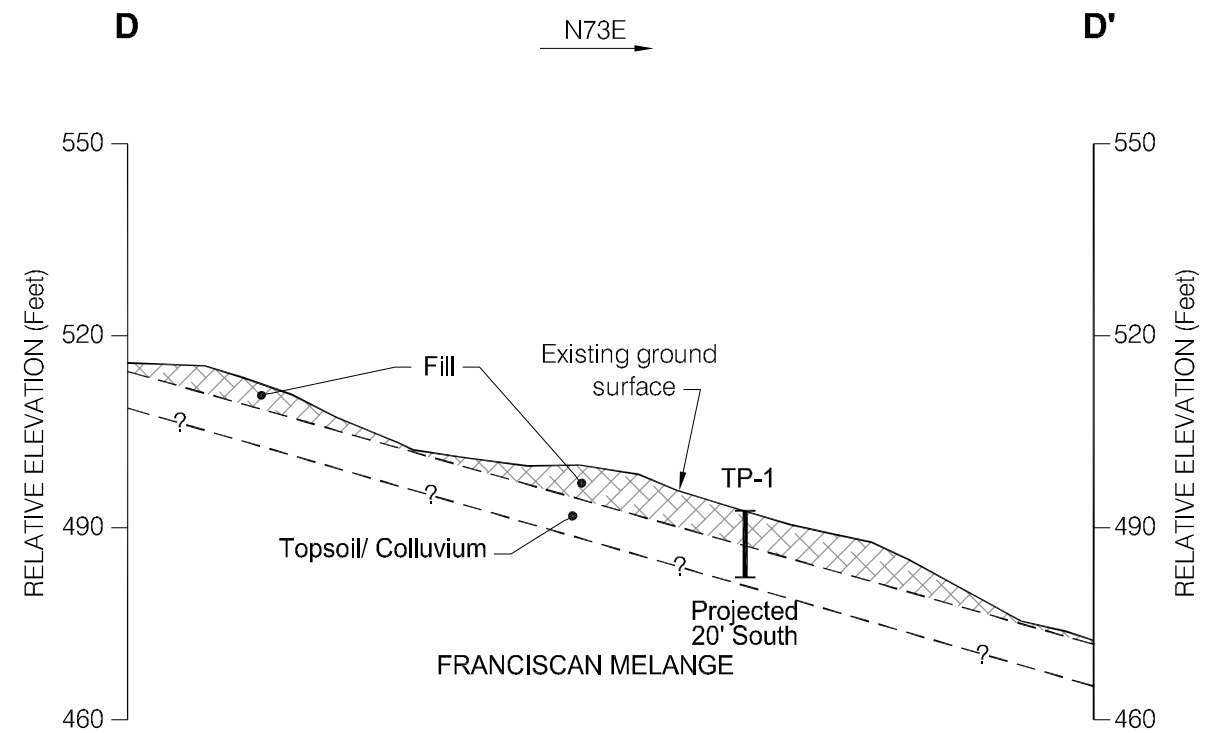 D
N73E
D'
550
550
520
520
490
490
460
460
RELATIVE ELEVATION (Feet)
RELATIVE ELEVATION (Feet)
Fill
Existing ground
surface
TP-1
?
?
?
?
Topsoil/ Colluvium
Projected
20' South
FRANCISCAN MELANGE